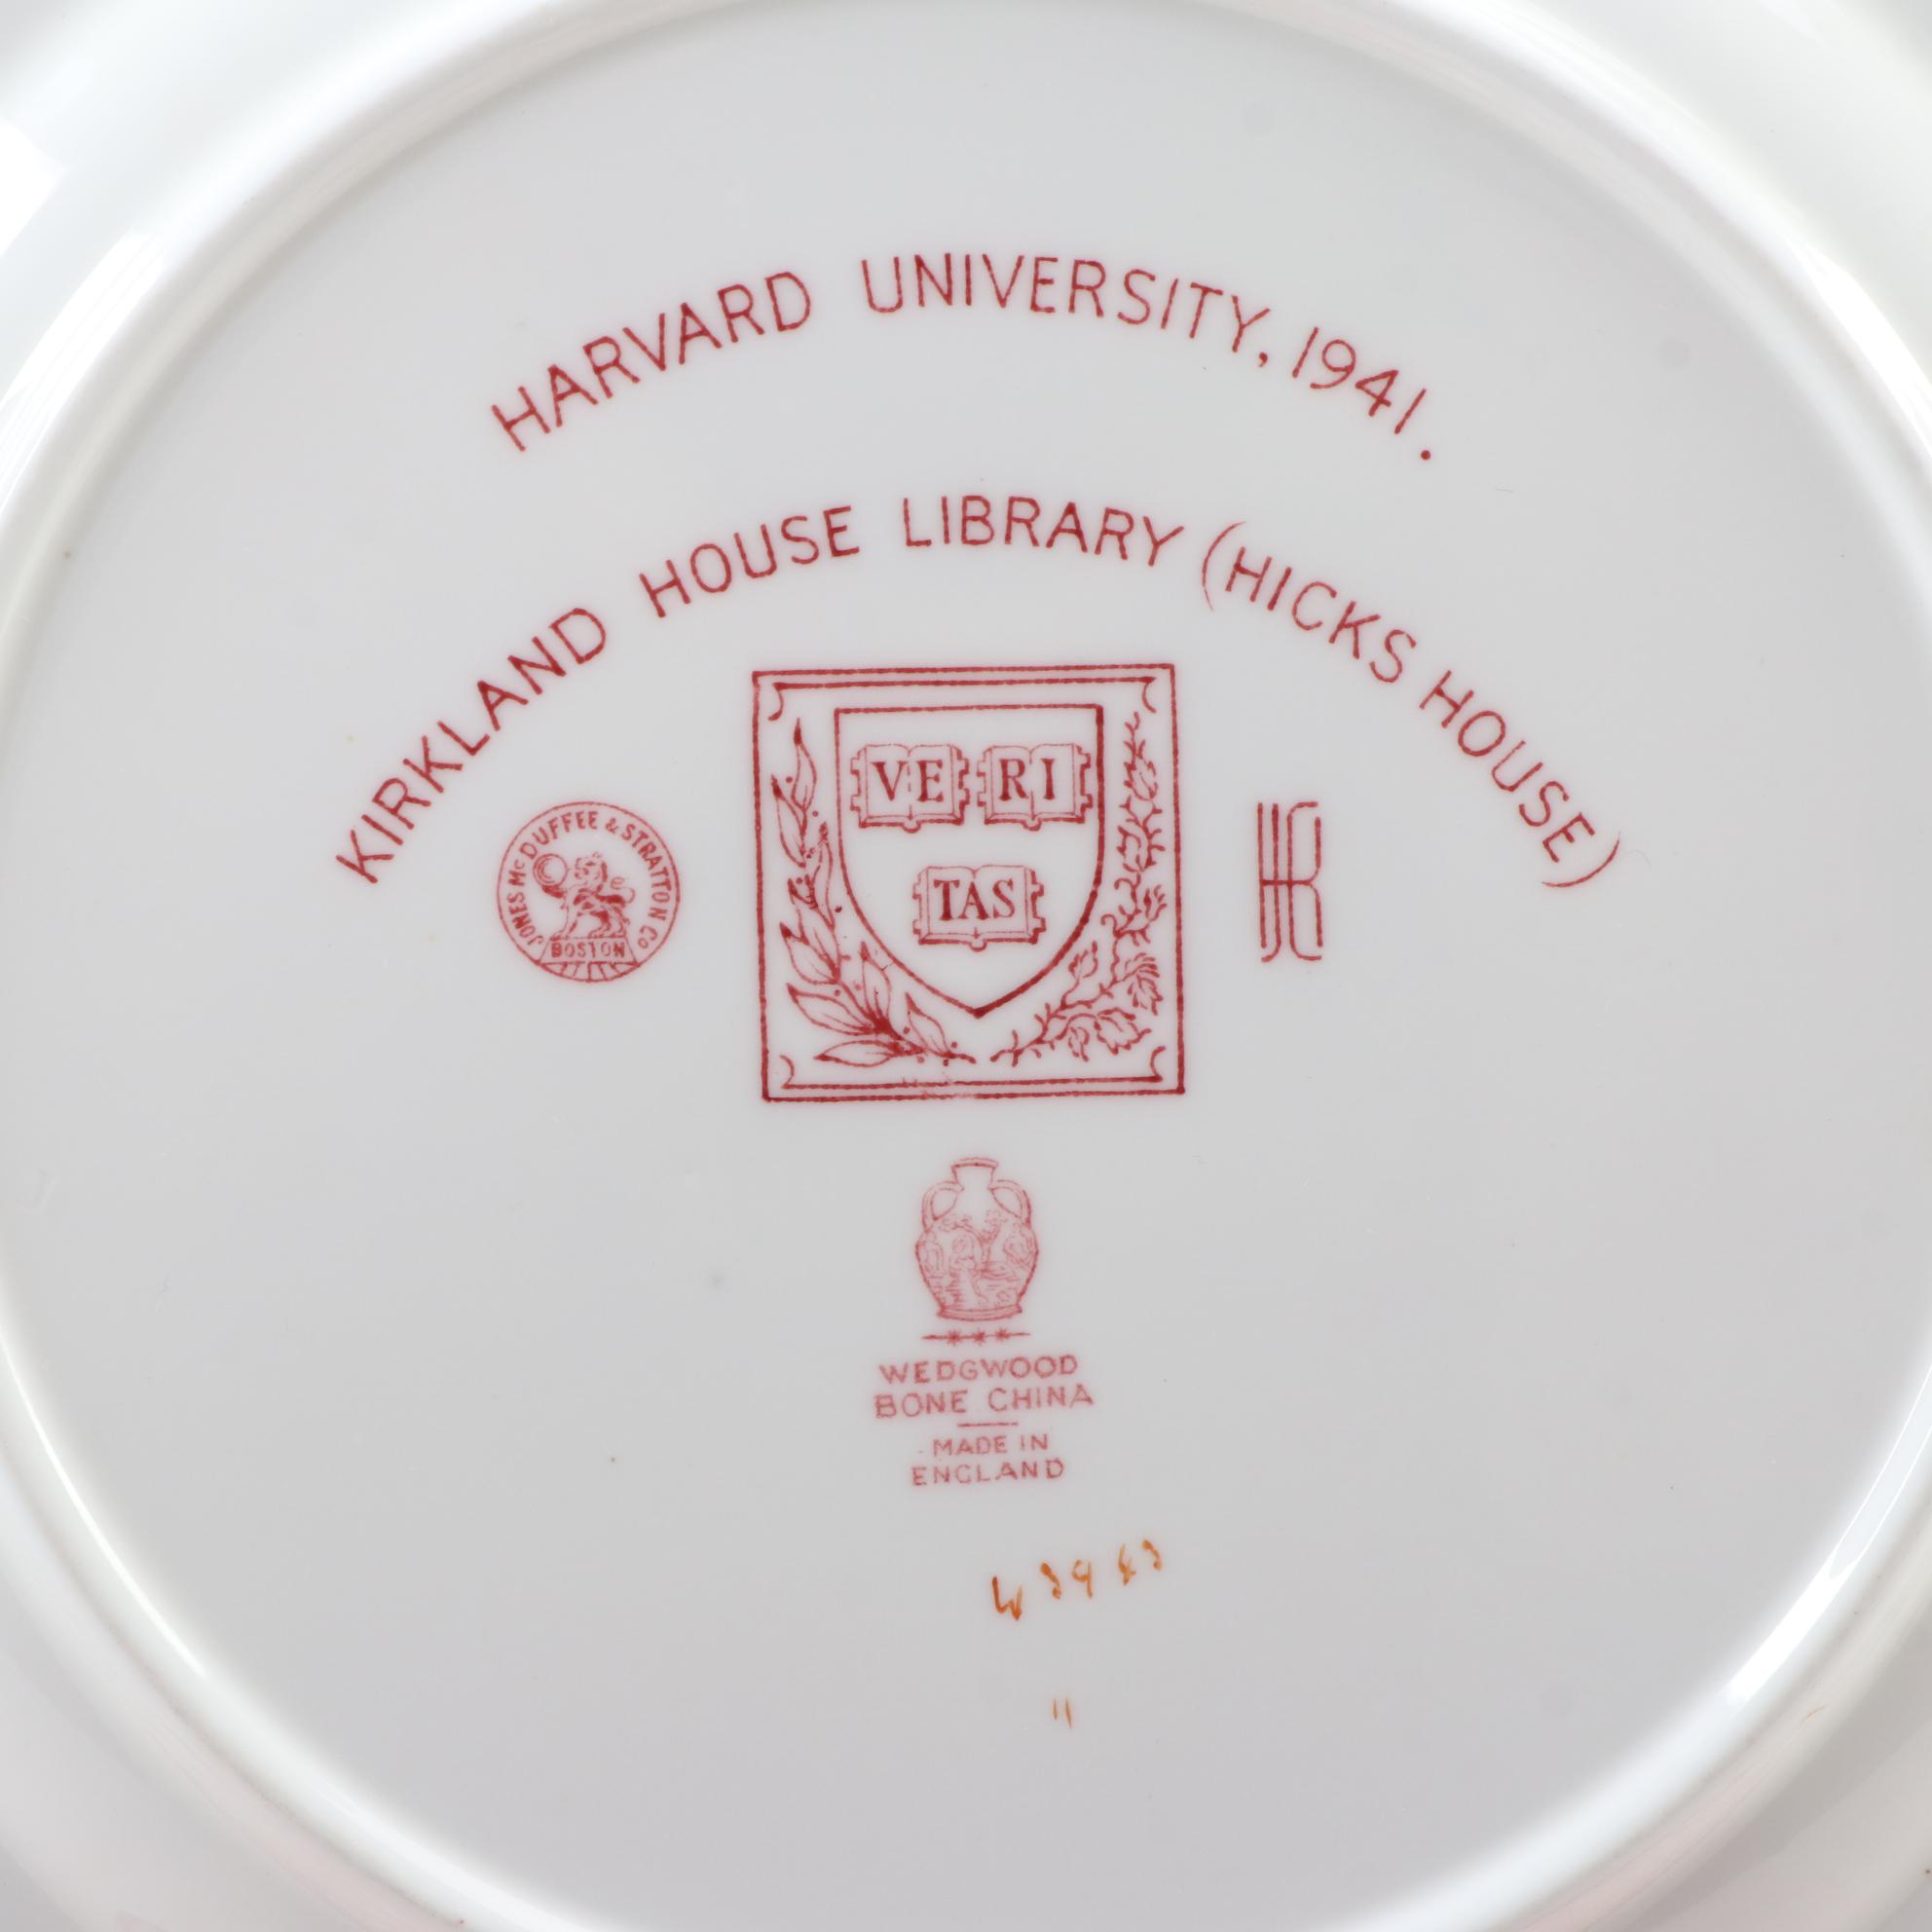 HARVARD UNIVERSITY, 1941.
KIRKLAND HOUSE LIBRARY (HICKS HOUSE)
JONES McDUFFEE & STRATTON Co
BOSTON
VE RI
TAS
WEDGWOOD
BONE CHINA
MADE IN
ENGLAND